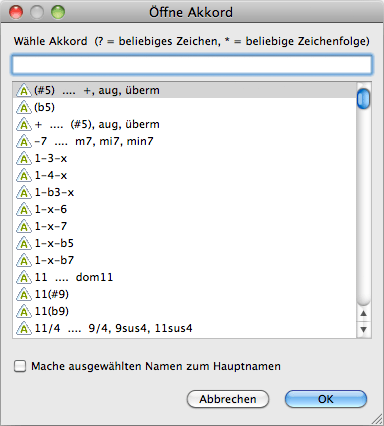 Öffne Akkord
Wähle Akkord  (? = beliebiges Zeichen, * = beliebige Zeichenfolge)
A (#5)  ....  +, aug, überm
A (b5)
A +  ....  (#5), aug, überm
A –7  ....  m7, mi7, min7
A 1-3-x
A 1-4-x
A 1-b3-x
A 1-x-6
A 1-x-7
A 1-x-b5
A 1-x-b7
A 11  ....  dom11
A 11(#9)
A 11(b9)
A 11/4  ....  9/4, 9sus4, 11sus4
Mache ausgewählten Namen zum Hauptnamen
Abbrechen
OK